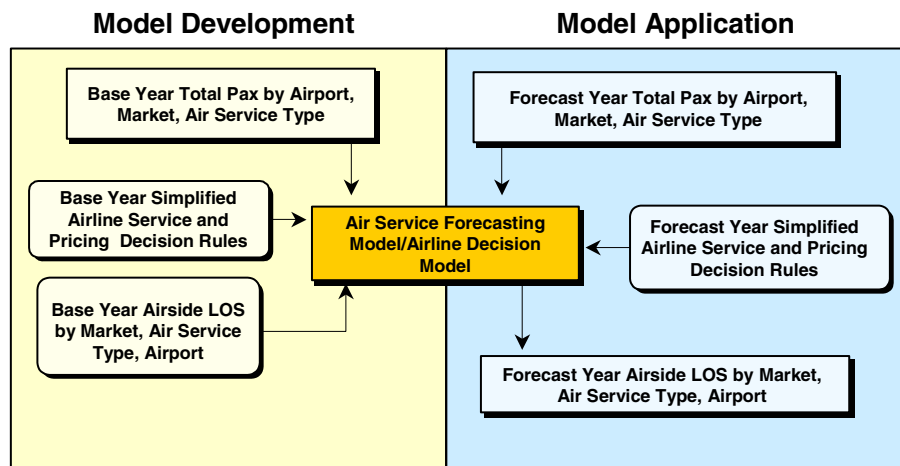 Model Development
Model Application
Base Year Total Pax by Airport,
Market, Air Service Type
Forecast Year Total Pax by Airport,
Market, Air Service Type
Base Year Simplified
Airline Service and
Pricing Decision Rules
Air Service Forecasting
Model/Airline Decision
Model
Forecast Year Simplified
Airline Service and Pricing
Decision Rules
Base Year Airside LOS
by Market, Air Service
Type, Airport
Forecast Year Airside LOS by Market,
Air Service Type, Airport